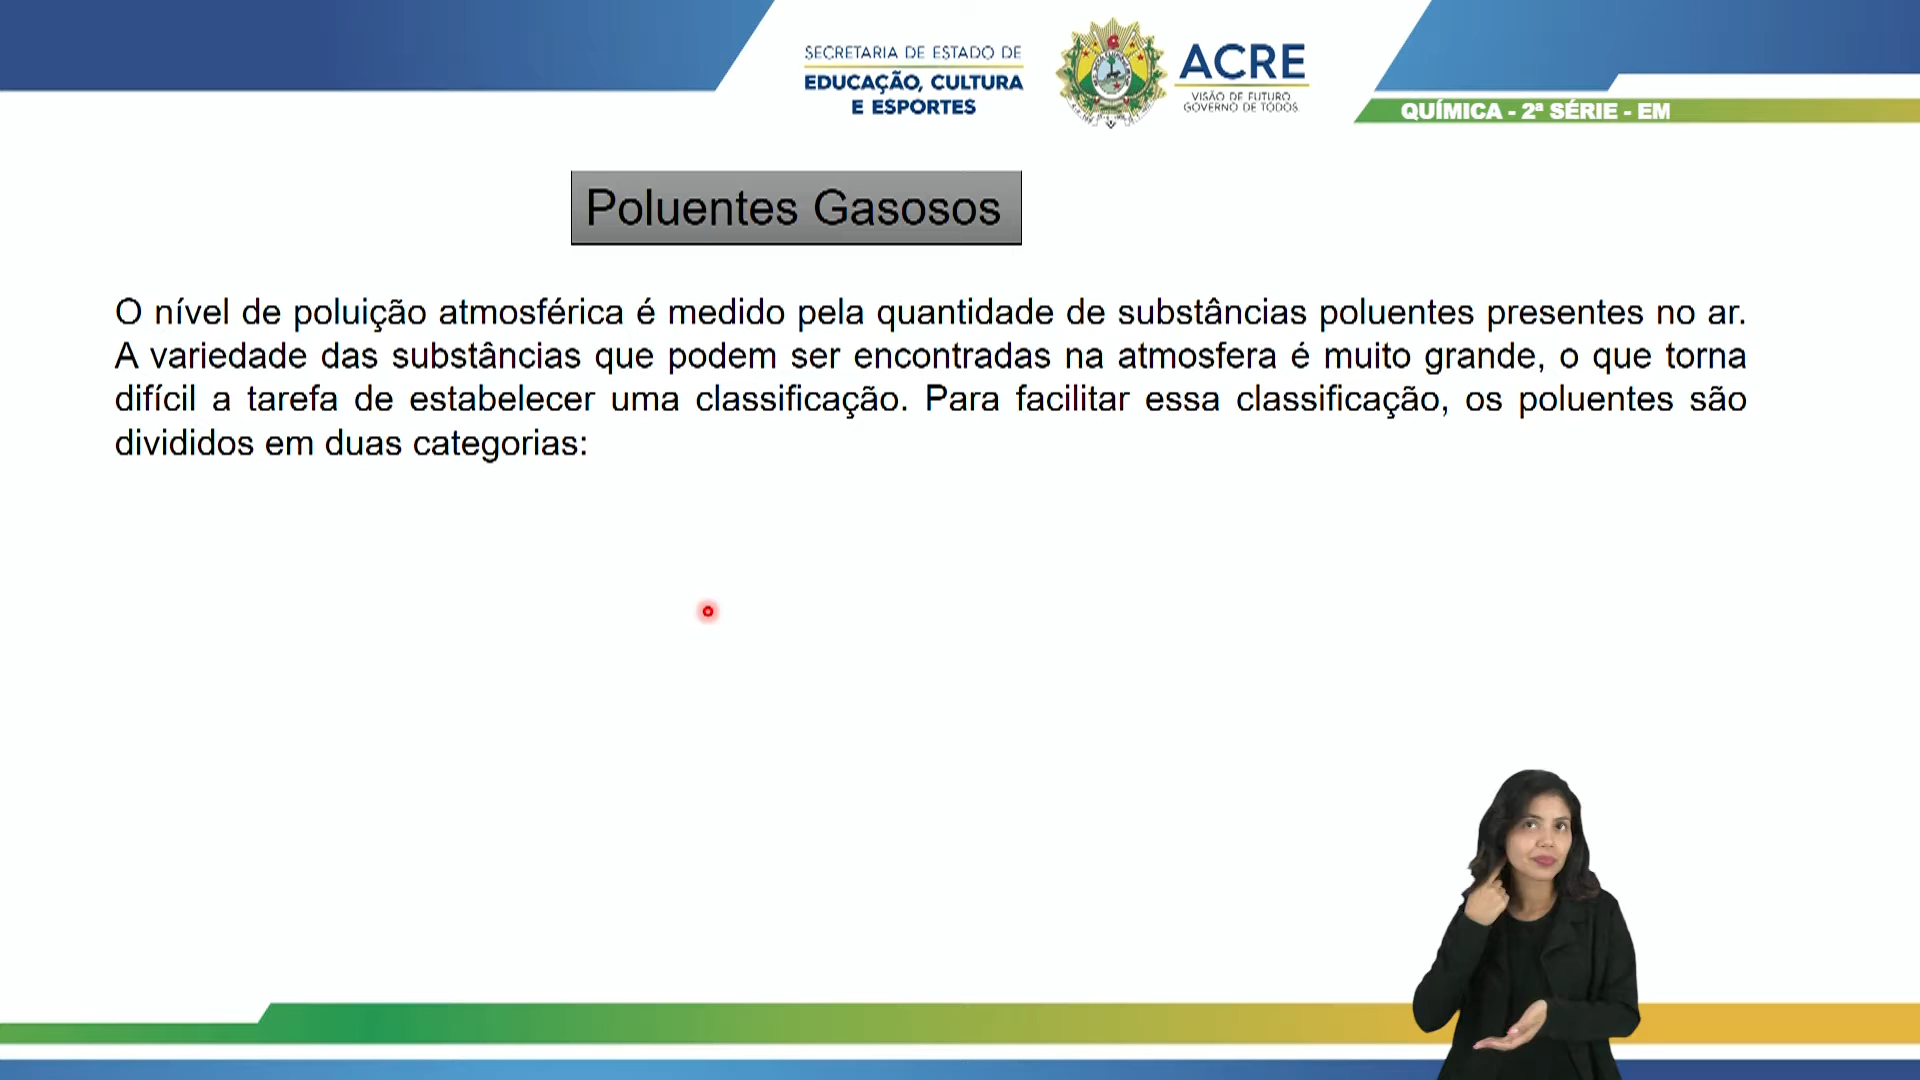 SECRETARIA DE ESTADO DE
EDUCAÇÃO, CULTURA
E ESPORTES
ACRE
VISÃO DE FUTURO
GOVERNO DE TODOS
QUÍMICA - 2ª SÉRIE - EM
Poluentes Gasosos
O nível de poluição atmosférica é medido pela quantidade de substâncias poluentes presentes no ar.
A variedade das substâncias que podem ser encontradas na atmosfera é muito grande, o que torna
difícil a tarefa de estabelecer uma classificação. Para facilitar essa classificação, os poluentes são
divididos em duas categorias: